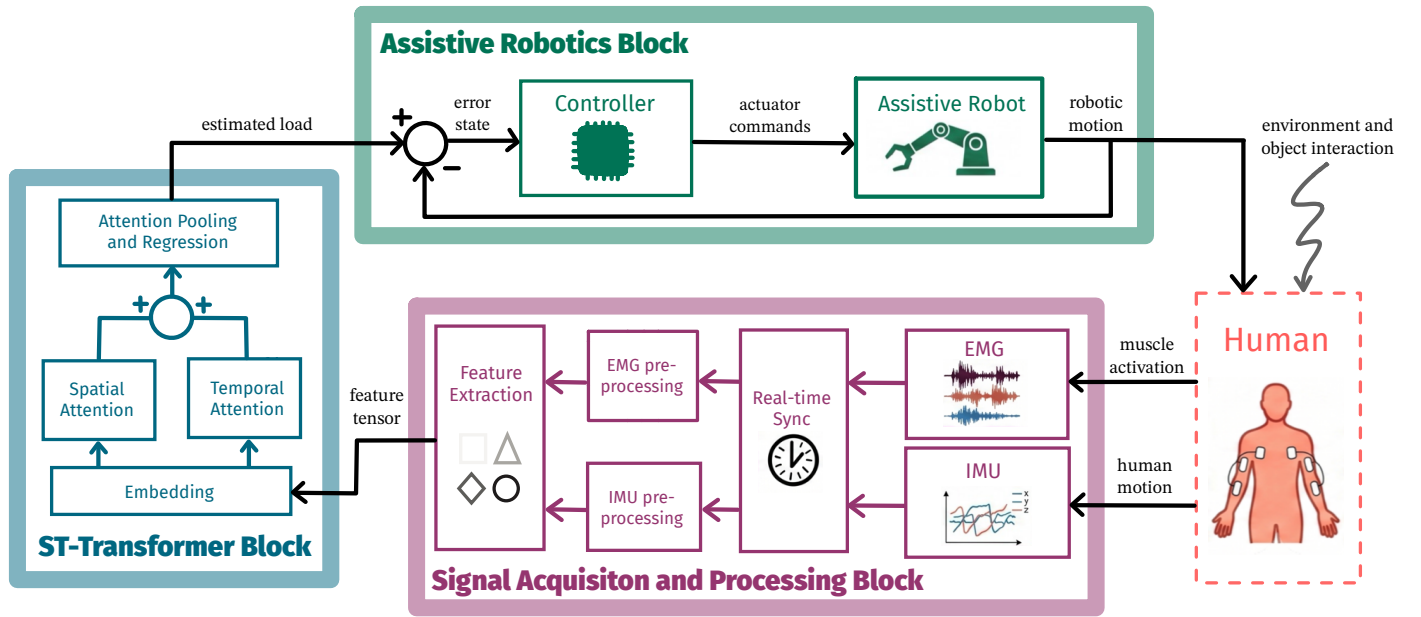 Assistive Robotics Block
+
−
error
state
Controller
actuator
commands
Assistive Robot
robotic
motion
estimated load
environment and
object interaction
Attention Pooling
and Regression
+
+
Spatial
Attention
Temporal
Attention
Embedding
ST-Transformer Block
feature
tensor
Feature
Extraction
EMG pre-
processing
IMU pre-
processing
Real-time
Sync
EMG
IMU
x
y
z
Signal Acquisiton and Processing Block
muscle
activation
human
motion
Human